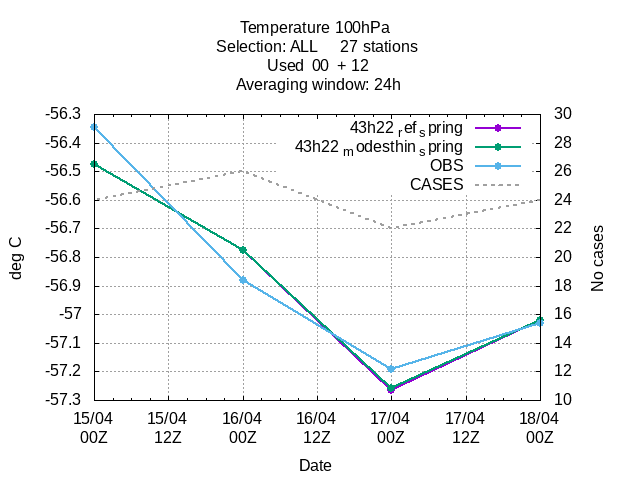 Temperature 100hPa
Selection: ALL 27 stations
Used 00 + 12
Averaging window: 24h
-56.3 30
43h22 ref spring
-56.4 28
43h22 modesthin spring
-56.5 26
OBS
CASES
-56.6 24
-56.7 22
-56.8 20
deg C
No cases
-56.9 18
-57 16
-57.1 14
-57.2 12
-57.3 10
15/04 15/04 16/04 16/04 17/04 17/04 18/04
00Z 12Z 00Z 12Z 00Z 12Z 00Z
Date